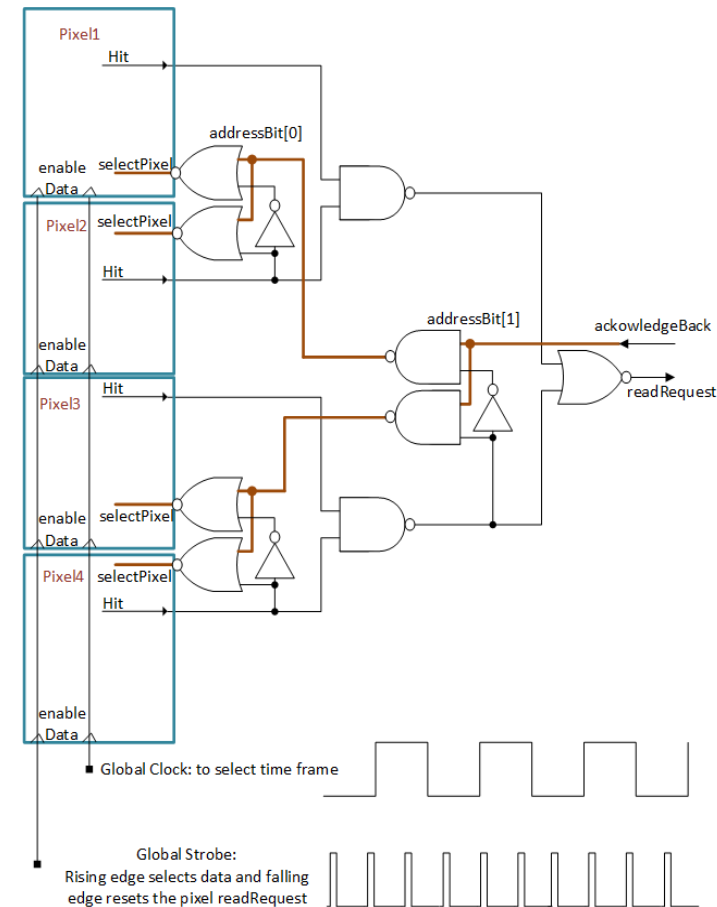 Pixel1
Hit
addressBit[0]
enable selectPixel
Data
Pixel2 selectPixel
Hit
addressBit[1]
ackowledgeBack
enable
Data
readRequest
Hit
Pixel3
enable selectPixel
Data
Pixel4 selectPixel
Hit
enable
Data
Global Clock: to select time frame
Global Strobe:
Rising edge selects data and falling
edge resets the pixel readRequest